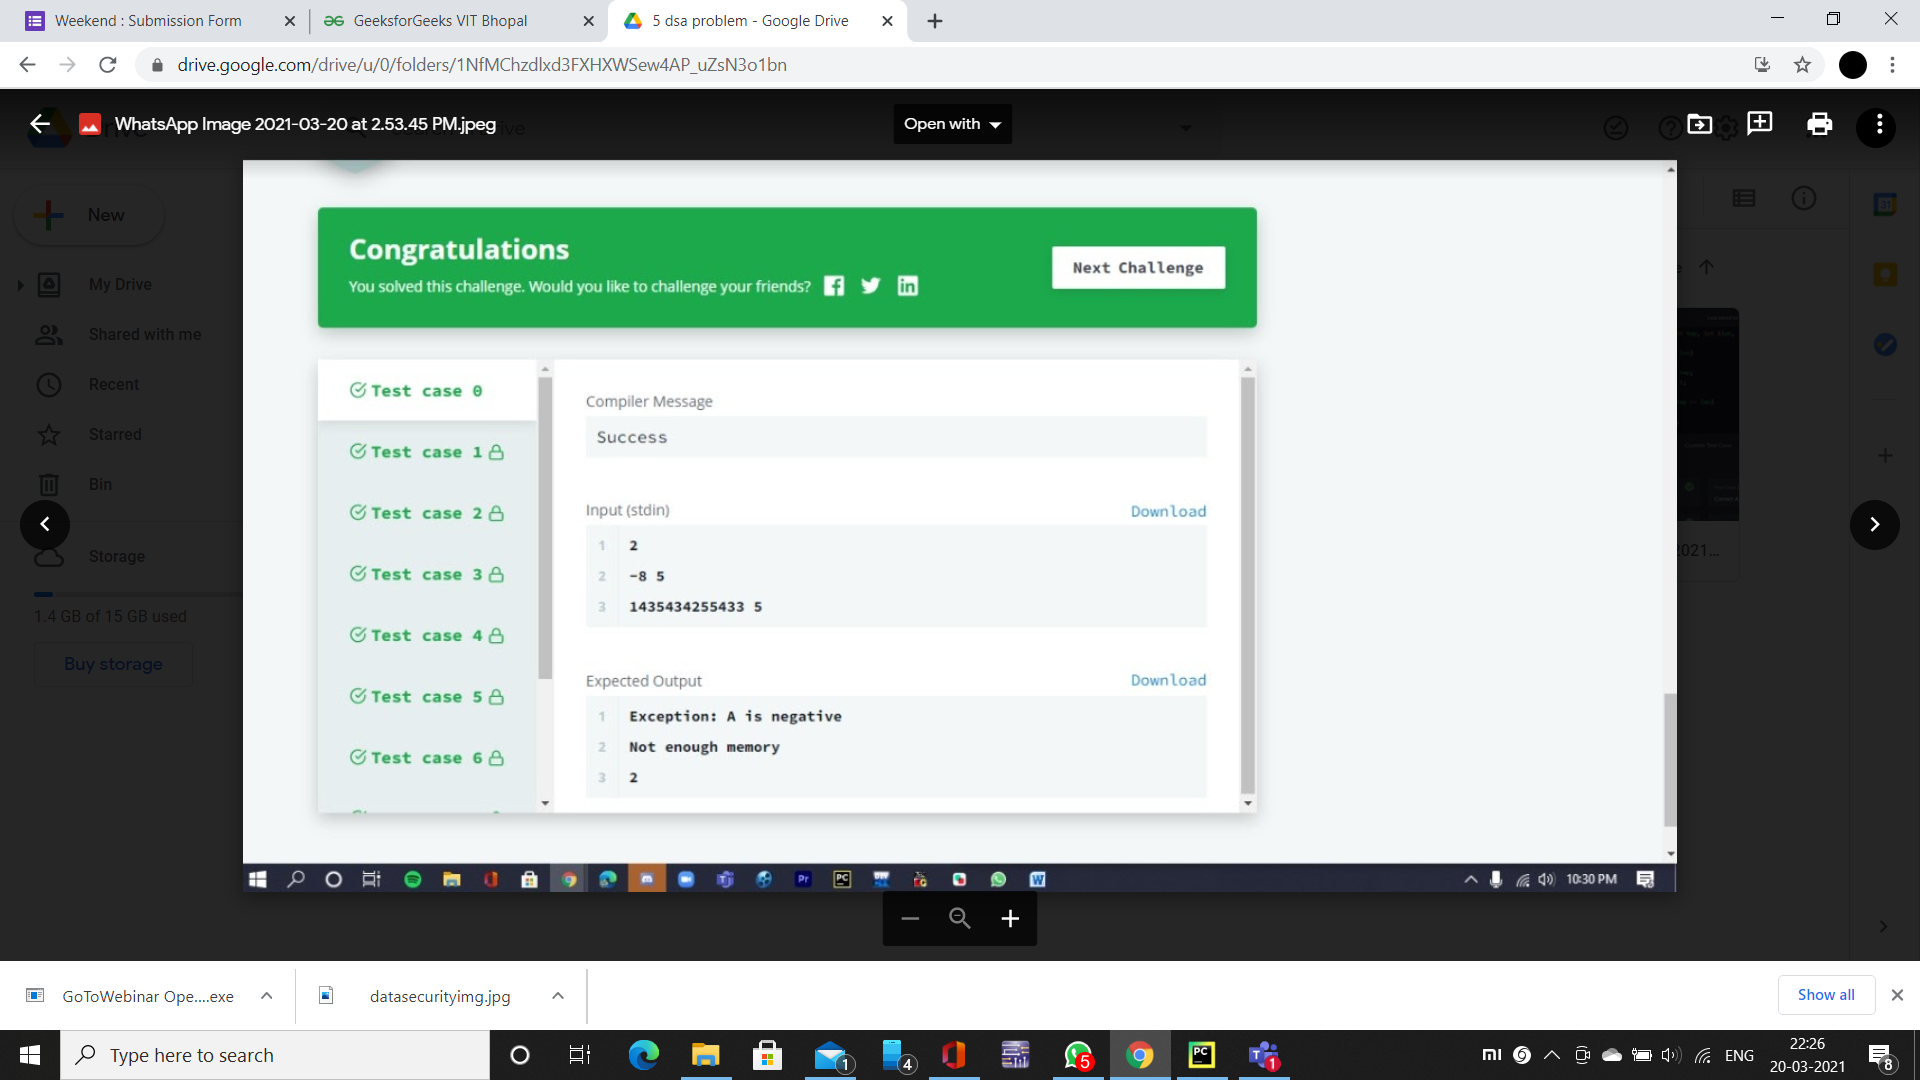 Weekend : Submission Form
GeeksforGeeks VIT Bhopal
5 dsa problem - Google Drive
drive.google.com/drive/u/0/folders/1NfMChzdlxd3FXHXWSew4AP_uZsN3o1bn
WhatsApp Image 2021-03-20 at 2.53.45 PM.jpeg
Open with
New
My Drive
Shared with me
Recent
Starred
Bin
Storage
1.4 GB of 15 GB used
Buy storage
Congratulations
You solved this challenge. Would you like to challenge your friends?
Next Challenge
Test case 0
Test case 1
Test case 2
Test case 3
Test case 4
Test case 5
Test case 6
Compiler Message
Success
Input (stdin)
Download
1 2
2 -8 5
3 1435434255433 5
Expected Output
Download
1 Exception: A is negative
2 Not enough memory
3 2
2021...
10:30 PM
GoToWebinar Ope....exe
datasecurityimg.jpg
Show all
Type here to search
1
4
5
1
ENG
22:26
20-03-2021
8